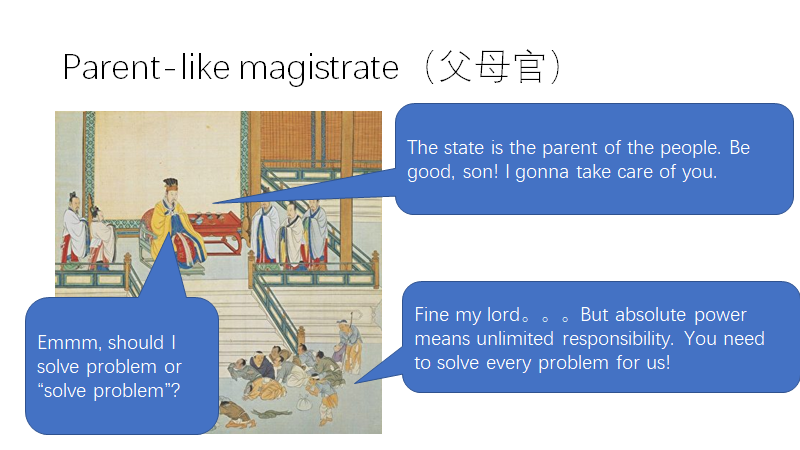 Parent-like magistrate（父母官）
The state is the parent of the people. Be
good, son! I gonna take care of you.
Fine my lord。。。But absolute power
means unlimited responsibility. You need
to solve every problem for us!
Emmm, should I
solve problem or
“solve problem”?